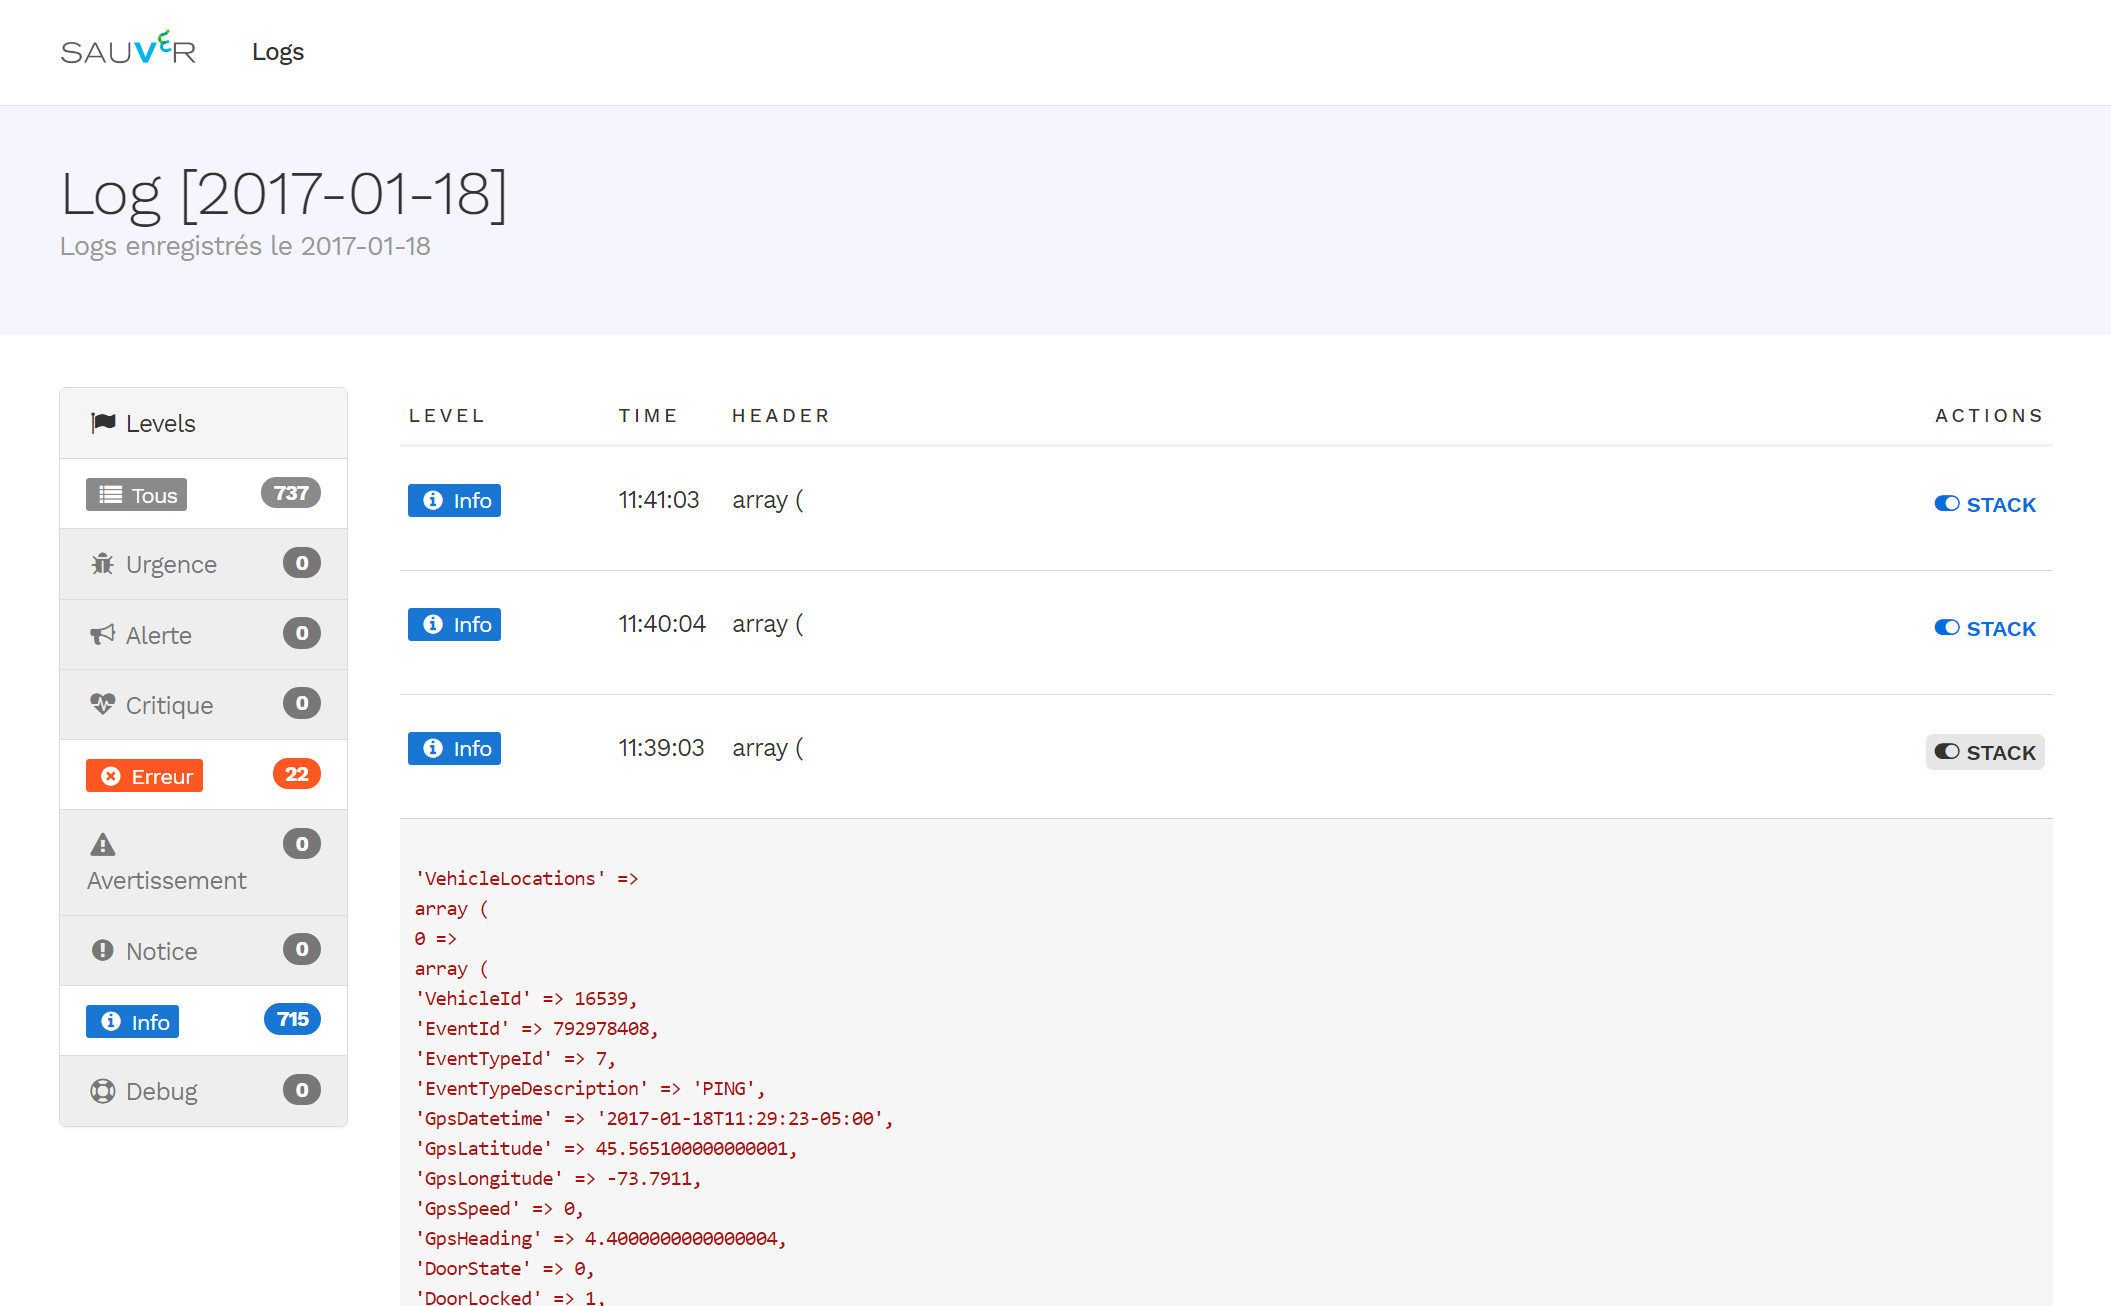 SAUVER Logs
Log [2017-01-18]
Logs enregistrés le 2017-01-18
Levels
Tous 737
Urgence 0
Alerte 0
Critique 0
Erreur 22
Avertissement 0
Notice 0
Info 715
Debug 0
LEVEL TIME HEADER ACTIONS
Info 11:41:03 array ( STACK
Info 11:40:04 array ( STACK
Info 11:39:03 array ( STACK
'VehicleLocations' =>
array (
0 =>
array (
'VehicleId' => 16539,
'EventId' => 792978408,
'EventTypeId' => 7,
'EventTypeDescription' => 'PING',
'GpsDatetime' => '2017-01-18T11:29:23-05:00',
'GpsLatitude' => 45.565100000000001,
'GpsLongitude' => -73.7911,
'GpsSpeed' => 0,
'GpsHeading' => 4.4000000000000004,
'DoorState' => 0,
'DoorLocked' => 1,